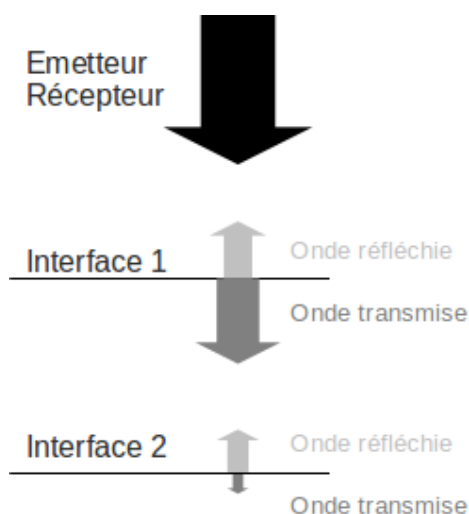 Emetteur
Récepteur
Onde réfléchie
Interface 1
Onde transmise
Interface 2
Onde réfléchie
Onde transmise